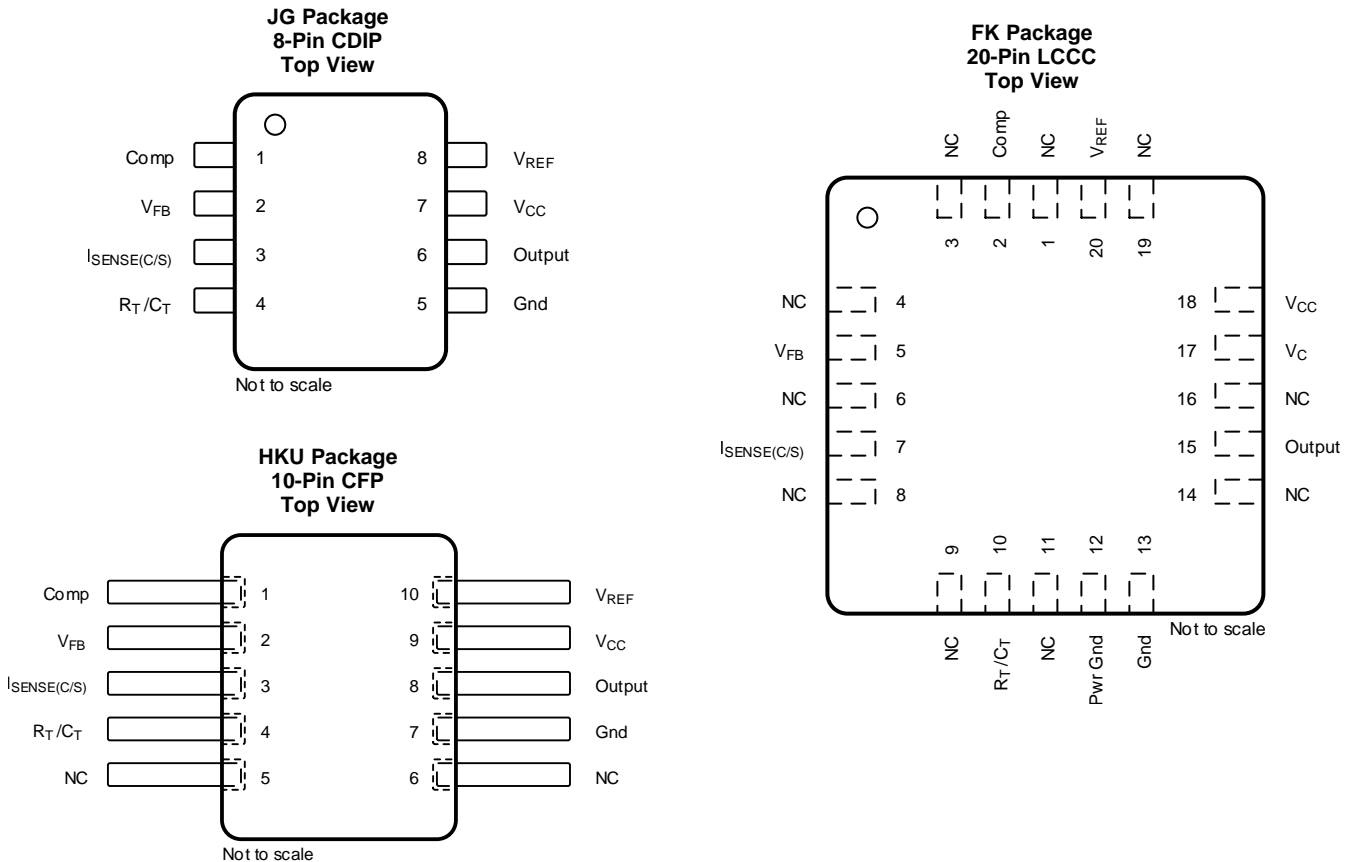 JG Package
8-Pin CDIP
Top View
Comp 1 8 VREF
VFB 2 7 VCC
ISENSE(C/S) 3 6 Output
RT/CT 4 5 Gnd
Not to scale
HKU Package
10-Pin CFP
Top View
Comp 1 10 VREF
VFB 2 9 VCC
ISENSE(C/S) 3 8 Output
RT/CT 4 7 Gnd
NC 5 6 NC
Not to scale
FK Package
20-Pin LCCC
Top View
NC Comp NC VREF NC
3 2 1 20 19
NC 4 18 VCC
VFB 5 17 VC
NC 6 16 NC
ISENSE(C/S) 7 15 Output
NC 8 14 NC
9 10 11 12 13
NC RT/CT NC Pwr Gnd Gnd
Not to scale